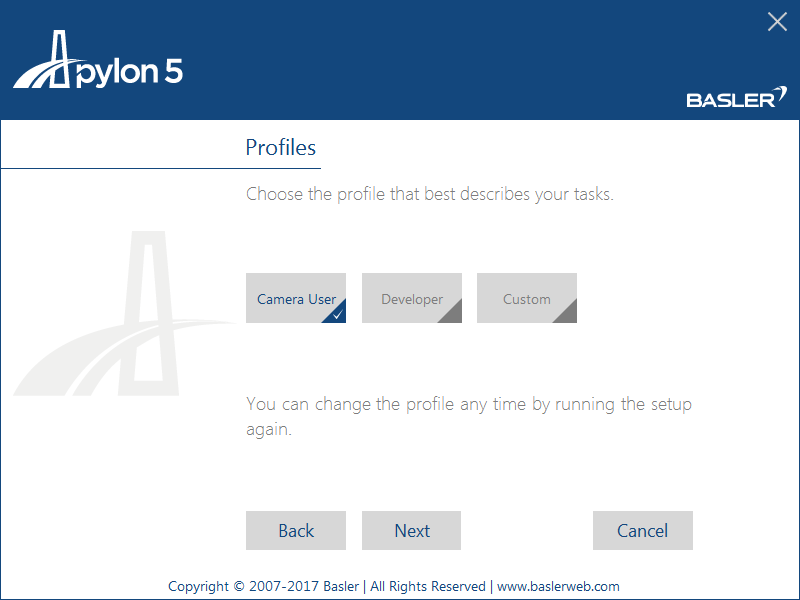 pylon 5
BASLER
Profiles
Choose the profile that best describes your tasks.
Camera User
Developer
Custom
You can change the profile any time by running the setup
again.
Back
Next
Cancel
Copyright © 2007-2017 Basler | All Rights Reserved | www.baslerweb.com